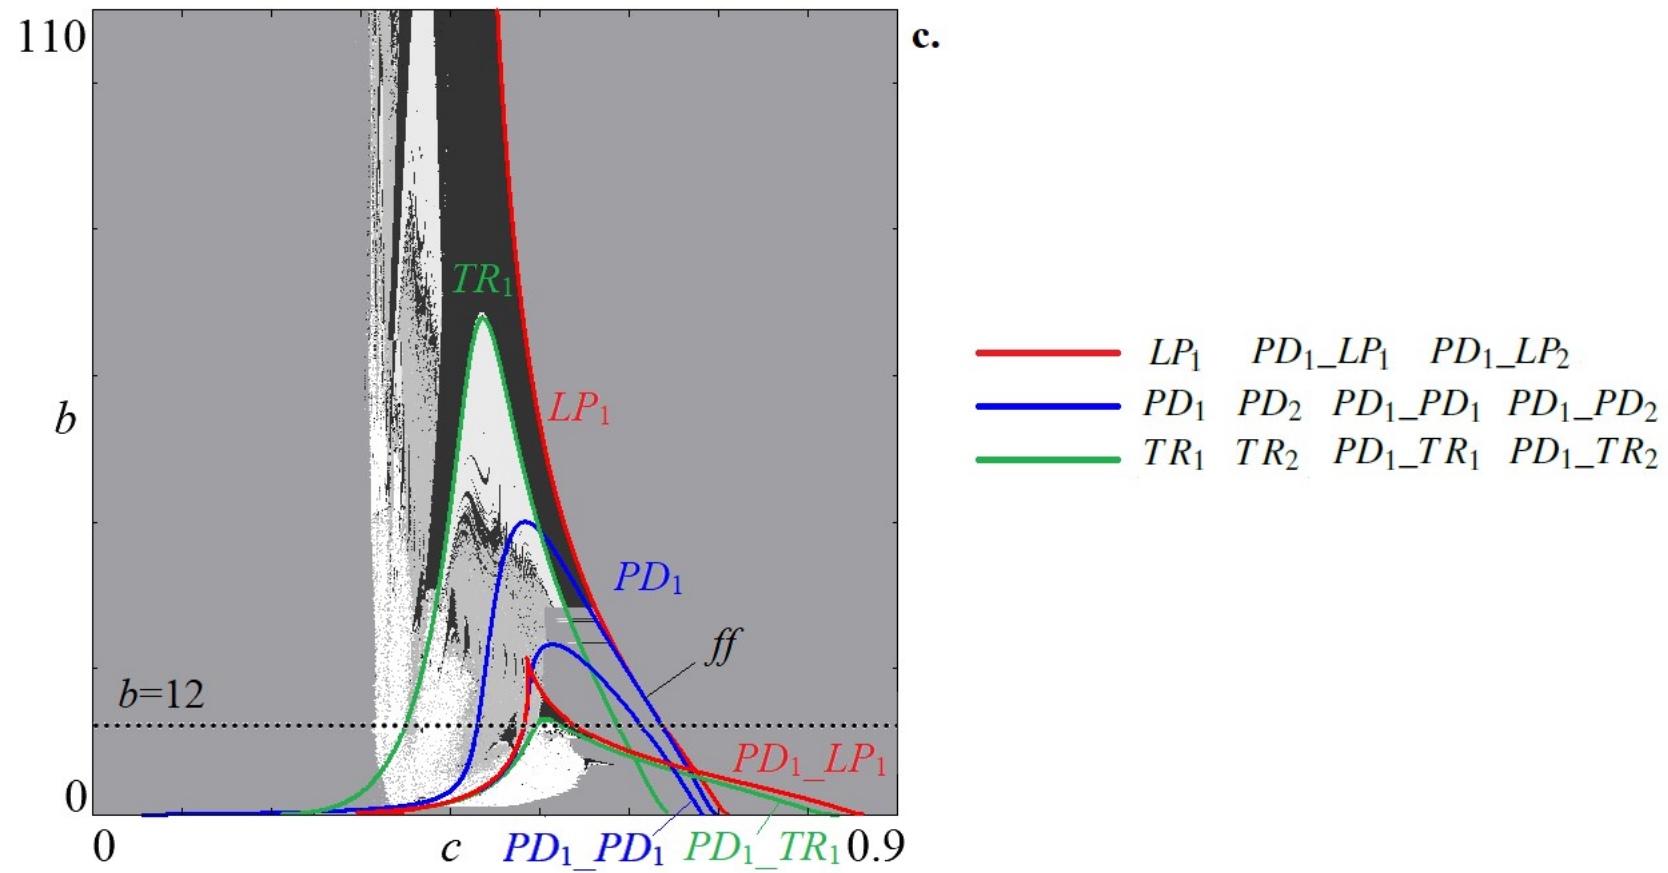 110
c.
TR₁
LP₁
b
PD₁
ff
b=12
PD₁_LP₁
0
0
c
PD₁_PD₁
PD₁_TR₁
0.9
LP₁ PD₁_LP₁ PD₁_LP₂
PD₁ PD₂ PD₁_PD₁ PD₁_PD₂
TR₁ TR₂ PD₁_TR₁ PD₁_TR₂